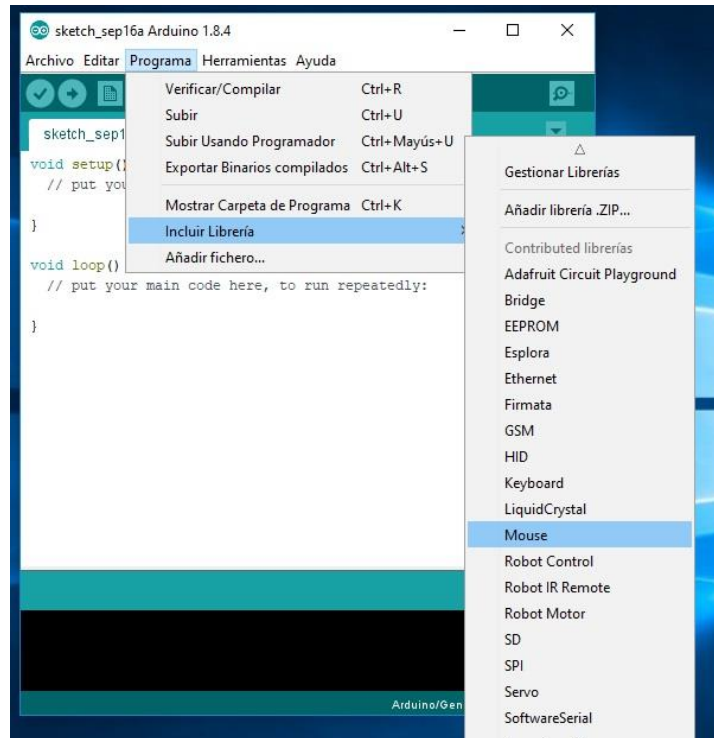 sketch_sep16a Arduino 1.8.4
Archivo Editar Programa Herramientas Ayuda
Verificar/Compilar Ctrl+R
Subir Ctrl+U
Subir Usando Programador Ctrl+Mayús+U
Exportar Binarios compilados Ctrl+Alt+S
Mostrar Carpeta de Programa Ctrl+K
Incluir Librería
Añadir fichero...
sketch_sep1
void setup()
// put you
}
void loop()
// put your main code here, to run repeatedly:
}
Arduino/Gen
Gestionar Librerías
Añadir librería .ZIP...
Contributed librerías
Adafruit Circuit Playground
Bridge
EEPROM
Esplora
Ethernet
Firmata
GSM
HID
Keyboard
LiquidCrystal
Mouse
Robot Control
Robot IR Remote
Robot Motor
SD
SPI
Servo
SoftwareSerial